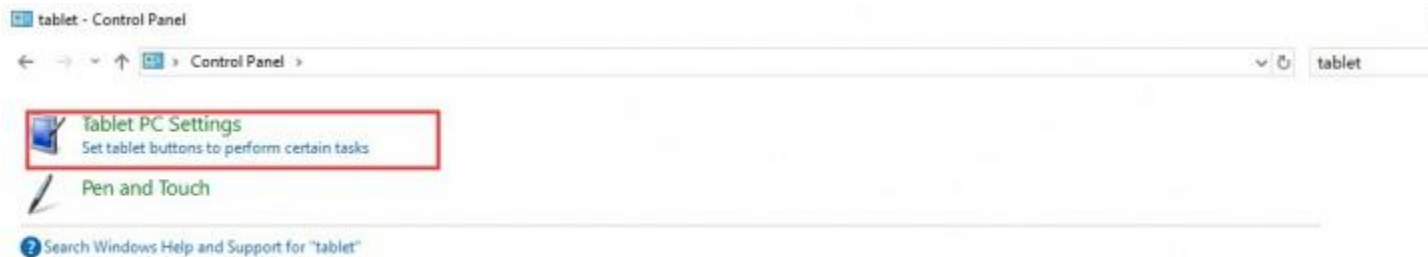 tablet - Control Panel
Control Panel
tablet
Tablet PC Settings
Set tablet buttons to perform certain tasks
Pen and Touch
Search Windows Help and Support for "tablet"